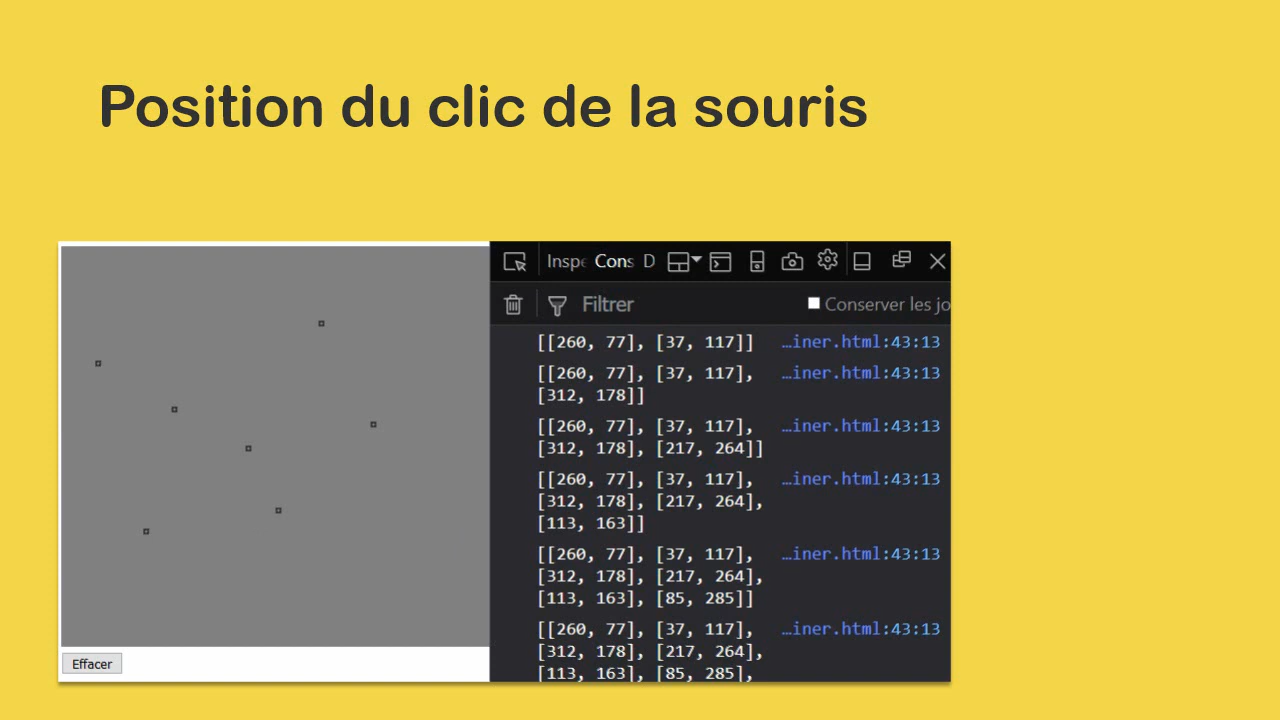 Position du clic de la souris
Inspe Cons D
Filtrer Conserver les jo
[[260, 77], [37, 117]] …iner.html:43:13
[[260, 77], [37, 117], …iner.html:43:13
[312, 178]]
[[260, 77], [37, 117], …iner.html:43:13
[312, 178], [217, 264]]
[[260, 77], [37, 117], …iner.html:43:13
[312, 178], [217, 264],
[113, 163]]
[[260, 77], [37, 117], …iner.html:43:13
[312, 178], [217, 264],
[113, 163], [85, 285]]
[[260, 77], [37, 117], …iner.html:43:13
[312, 178], [217, 264],
[113, 163], [85, 285],
Effacer